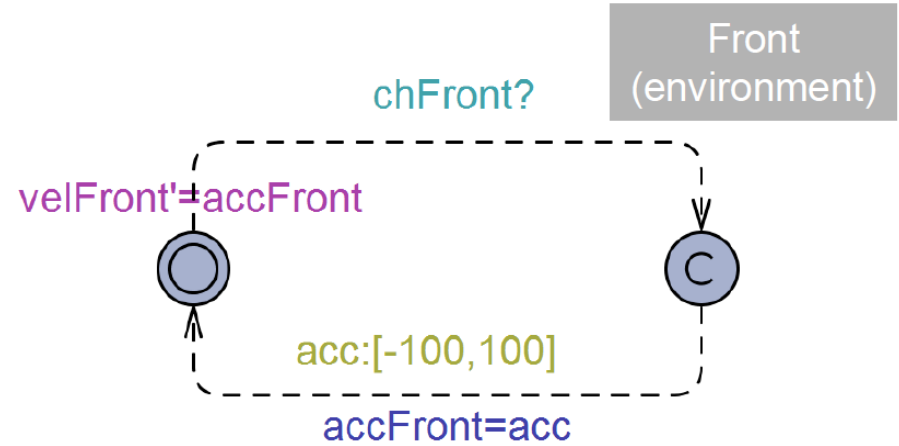 Front
(environment)
chFront?
velFront'=accFront
C
acc:[-100,100]
accFront=acc